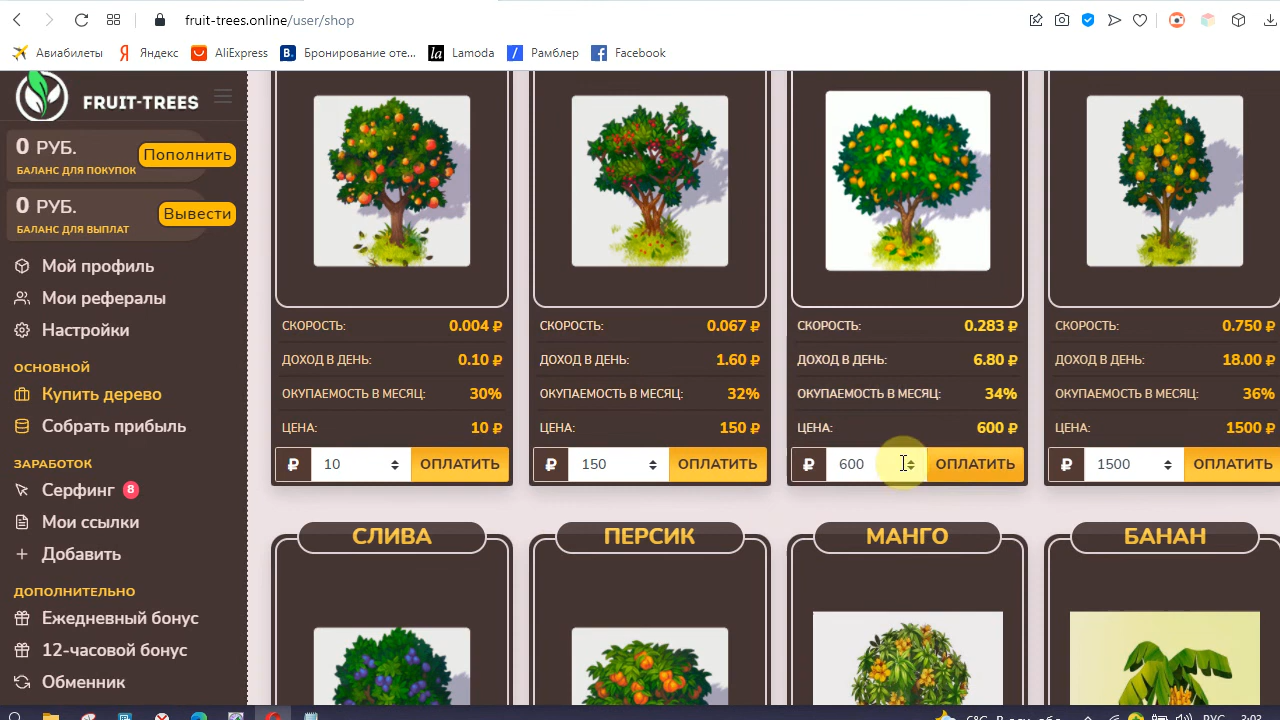 fruit-trees.online/user/shop
Авиабилеты Яндекс AliExpress B. Бронирование оте... la Lamoda Рамблер Facebook
FRUIT-TREES
0 РУБ.
БАЛАНС ДЛЯ ПОКУПОК
Пополнить
0 РУБ.
БАЛАНС ДЛЯ ВЫПЛАТ
Вывести
Мой профиль
Мои рефералы
Настройки
ОСНОВНОЙ
Купить дерево
Собрать прибыль
ЗАРАБОТОК
Серфинг 8
Мои ссылки
Добавить
ДОПОЛНИТЕЛЬНО
Ежедневный бонус
12-часовой бонус
Обменник
СКОРОСТЬ: 0.004 ₽
ДОХОД В ДЕНЬ: 0.10 ₽
ОКУПАЕМОСТЬ В МЕСЯЦ: 30%
ЦЕНА: 10 ₽
₽ 10 ОПЛАТИТЬ
СКОРОСТЬ: 0.067 ₽
ДОХОД В ДЕНЬ: 1.60 ₽
ОКУПАЕМОСТЬ В МЕСЯЦ: 32%
ЦЕНА: 150 ₽
₽ 150 ОПЛАТИТЬ
СКОРОСТЬ: 0.283 ₽
ДОХОД В ДЕНЬ: 6.80 ₽
ОКУПАЕМОСТЬ В МЕСЯЦ: 34%
ЦЕНА: 600 ₽
₽ 600 ОПЛАТИТЬ
СКОРОСТЬ: 0.750 ₽
ДОХОД В ДЕНЬ: 18.00 ₽
ОКУПАЕМОСТЬ В МЕСЯЦ: 36%
ЦЕНА: 1500 ₽
₽ 1500 ОПЛАТИТЬ
СЛИВА
ПЕРСИК
МАНГО
БАНАН